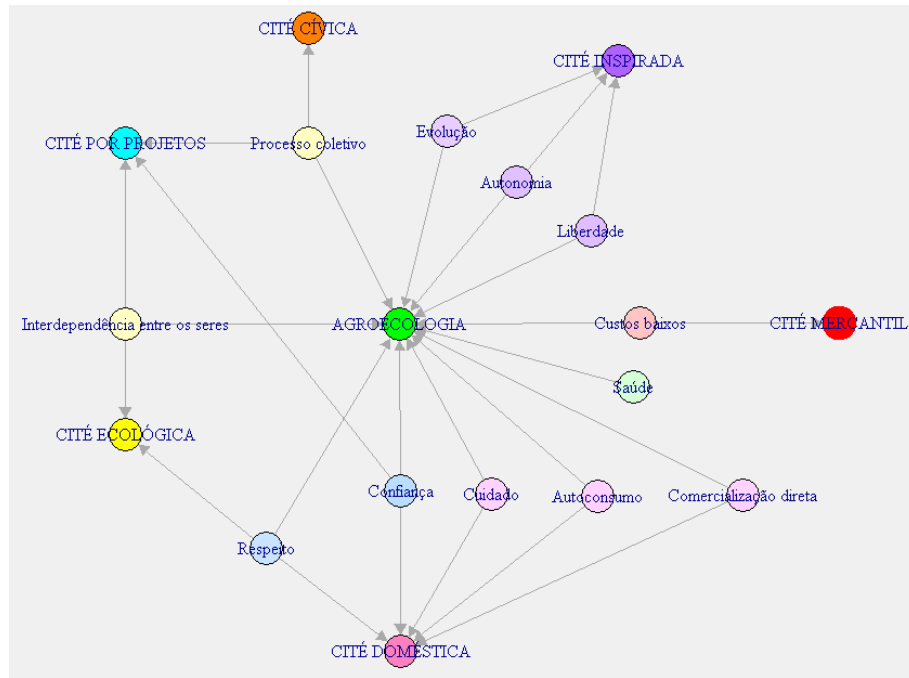 CITÉ CÍVICA
CITÉ INSPIRADA
Evolução
CITÉ POR PROJETOS
Processo coletivo
Autonomia
Liberdade
Interdependência entre os seres
AGROECOLOGIA
Custos baixos
CITÉ MERCANTIL
Saúde
CITÉ ECOLÓGICA
Confiança
Cuidado
Autoconsumo
Comercialização direta
Respeito
CITÉ DOMÉSTICA